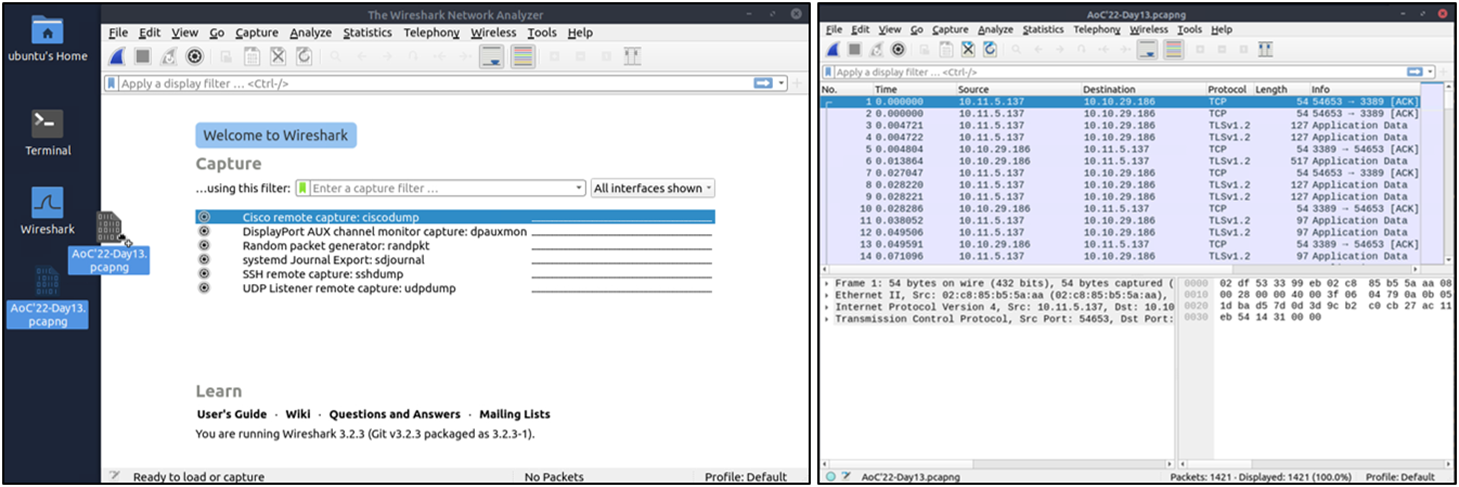 The Wireshark Network Analyzer
ubuntu's Home
Terminal
Wireshark
AoC'22-Day13.
pcapng
AoC'22-Day13.
pcapng
File Edit View Go Capture Analyze Statistics Telephony Wireless Tools Help
Apply a display filter … <Ctrl-/>
Welcome to Wireshark
Capture
…using this filter: Enter a capture filter … All interfaces shown
Cisco remote capture: ciscodump
DisplayPort AUX channel monitor capture: dpauxmon
Random packet generator: randpkt
systemd Journal Export: sdjournal
SSH remote capture: sshdump
UDP Listener remote capture: udpdump
Learn
User's Guide · Wiki · Questions and Answers · Mailing Lists
You are running Wireshark 3.2.3 (Git v3.2.3 packaged as 3.2.3-1).
Ready to load or capture No Packets Profile: Default
AoC'22-Day13.pcapng
File Edit View Go Capture Analyze Statistics Telephony Wireless Tools Help
Apply a display filter … <Ctrl-/>
No. Time Source Destination Protocol Length Info
1 0.000000 10.11.5.137 10.10.29.186 TCP 54 54653 → 3389 [ACK]
2 0.000000 10.11.5.137 10.10.29.186 TCP 54 54653 → 3389 [ACK]
3 0.004721 10.11.5.137 10.10.29.186 TLSv1.2 127 Application Data
4 0.004722 10.11.5.137 10.10.29.186 TLSv1.2 127 Application Data
5 0.004804 10.10.29.186 10.11.5.137 TCP 54 3389 → 54653 [ACK]
6 0.013864 10.10.29.186 10.11.5.137 TLSv1.2 517 Application Data
7 0.027047 10.11.5.137 10.10.29.186 TCP 54 54653 → 3389 [ACK]
8 0.028220 10.11.5.137 10.10.29.186 TLSv1.2 127 Application Data
9 0.028221 10.11.5.137 10.10.29.186 TLSv1.2 127 Application Data
10 0.028286 10.10.29.186 10.11.5.137 TCP 54 3389 → 54653 [ACK]
11 0.038052 10.11.5.137 10.10.29.186 TLSv1.2 97 Application Data
12 0.049506 10.11.5.137 10.10.29.186 TLSv1.2 97 Application Data
13 0.049591 10.10.29.186 10.11.5.137 TCP 54 3389 → 54653 [ACK]
14 0.071096 10.11.5.137 10.10.29.186 TLSv1.2 97 Application Data
Frame 1: 54 bytes on wire (432 bits), 54 bytes captured (
Ethernet II, Src: 02:c8:85:b5:5a:aa (02:c8:85:b5:5a:aa),
Internet Protocol Version 4, Src: 10.11.5.137, Dst: 10.10
Transmission Control Protocol, Src Port: 54653, Dst Port:
0000 02 df 53 33 99 eb 02 c8 85 b5 5a aa 08
0010 00 28 00 00 40 00 3f 06 04 79 0a 0b 05
0020 1d ba d5 7d 0d 3d 9c b2 c0 cb 27 ac 11
0030 eb 54 14 31 00 00
AoC'22-Day13.pcapng Packets: 1421 · Displayed: 1421 (100.0%) Profile: Default